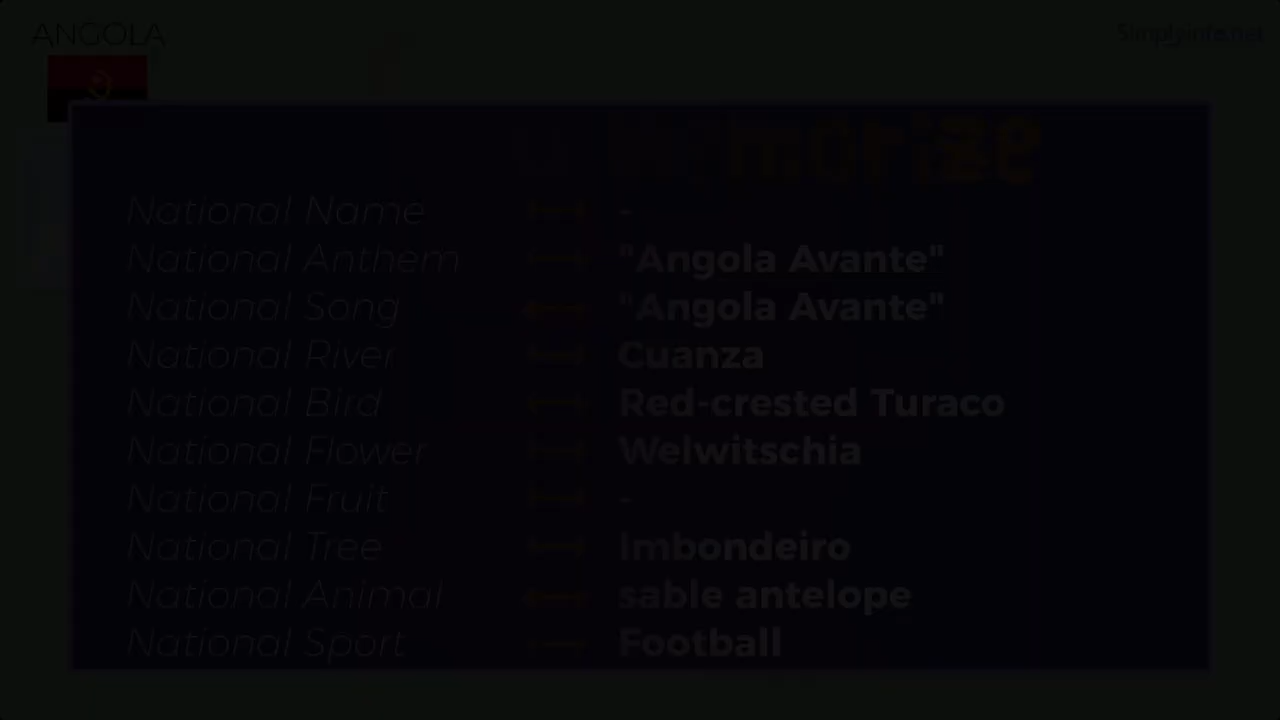 ANGOLA
Simplyinfo.net
Memorize
National Name -
National Anthem "Angola Avante"
National Song "Angola Avante"
National River Cuanza
National Bird Red-crested Turaco
National Flower Welwitschia
National Fruit -
National Tree Imbondeiro
National Animal sable antelope
National Sport Football